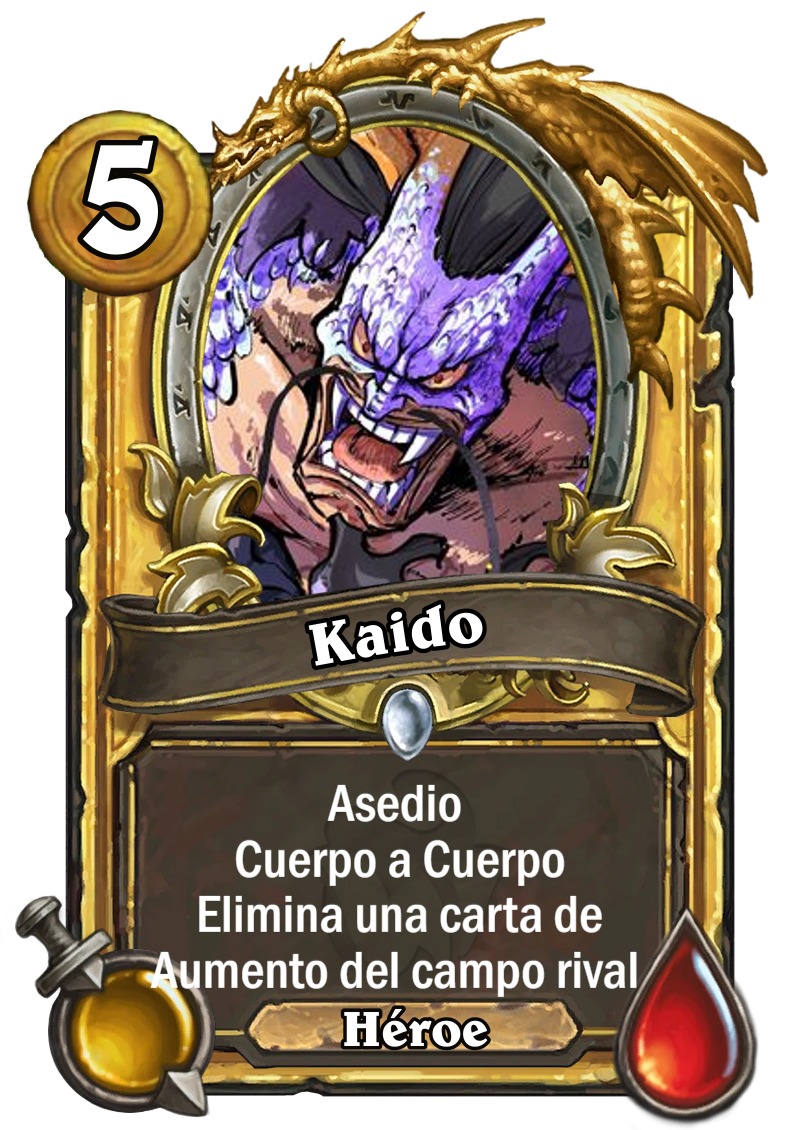 5
Kaido
Asedio
Cuerpo a Cuerpo
Elimina una carta de
Aumento del campo rival
Héroe